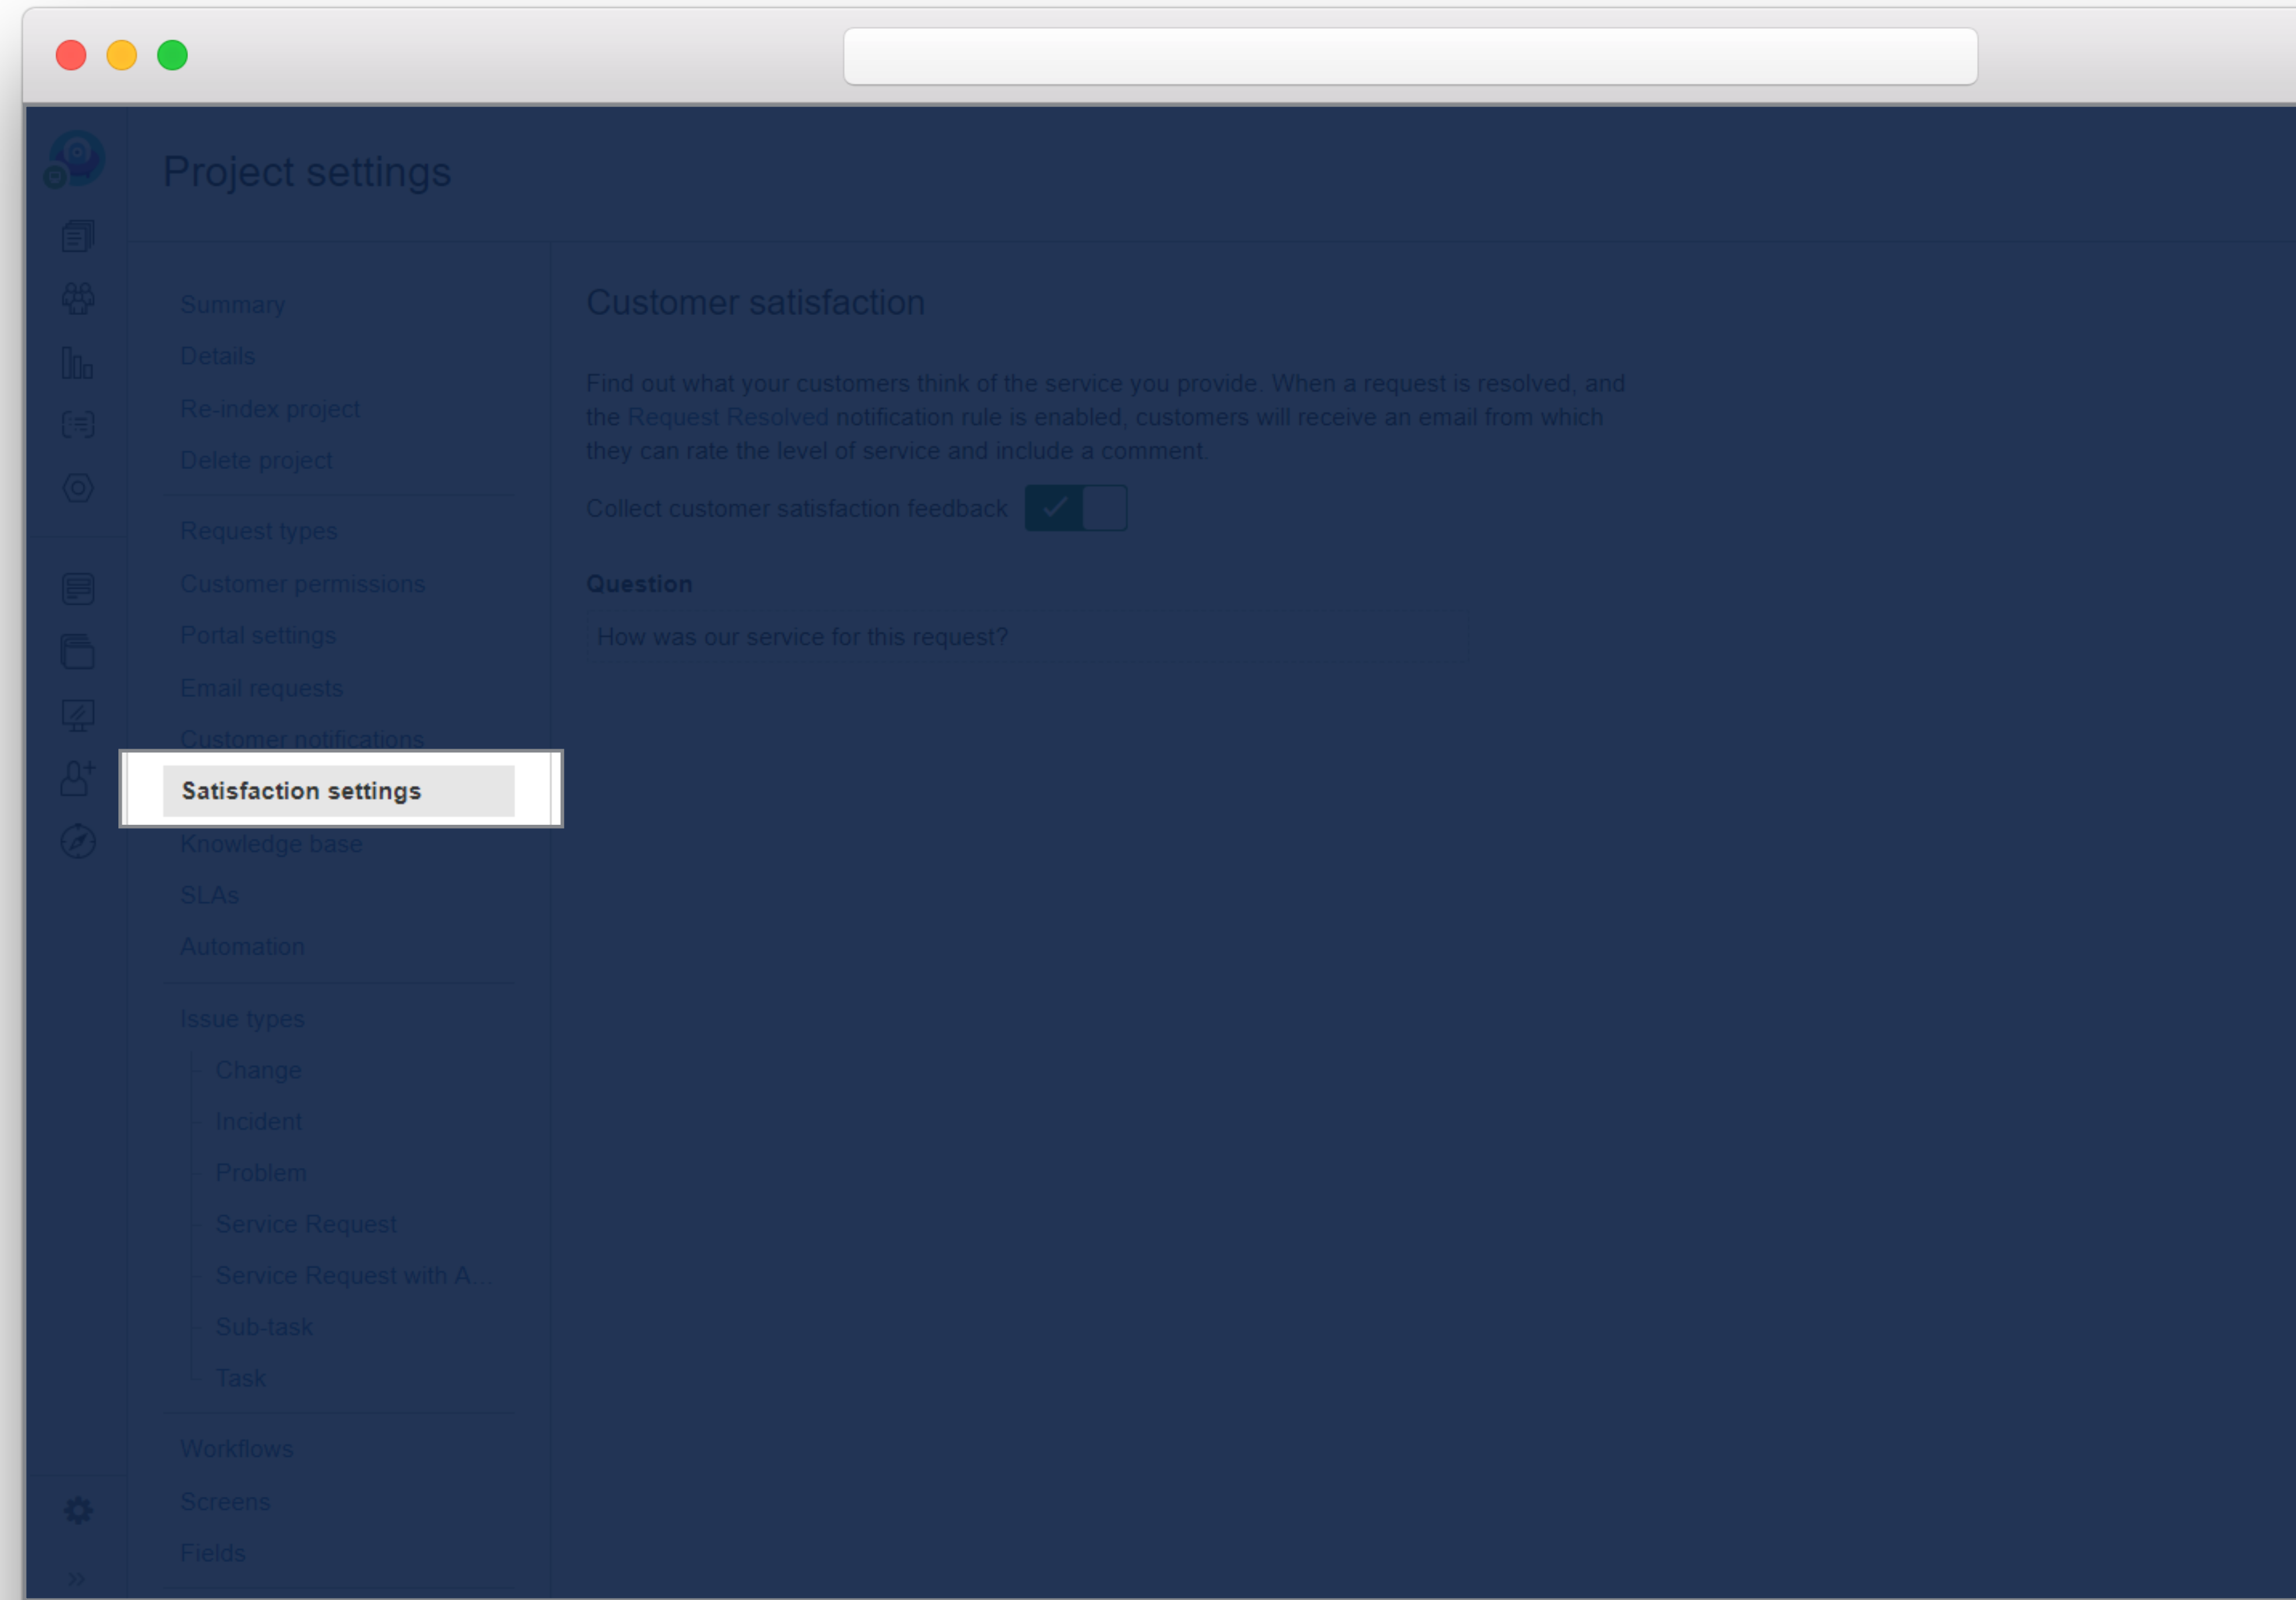 Project settings
Summary
Details
Re-index project
Delete project
Request types
Customer permissions
Portal settings
Email requests
Customer notifications
Satisfaction settings
Knowledge base
SLAs
Automation
Issue types
Change
Incident
Problem
Service Request
Service Request with A...
Sub-task
Task
Workflows
Screens
Fields
Customer satisfaction
Find out what your customers think of the service you provide. When a request is resolved, and
the Request Resolved notification rule is enabled, customers will receive an email from which
they can rate the level of service and include a comment.
Collect customer satisfaction feedback
Question
How was our service for this request?